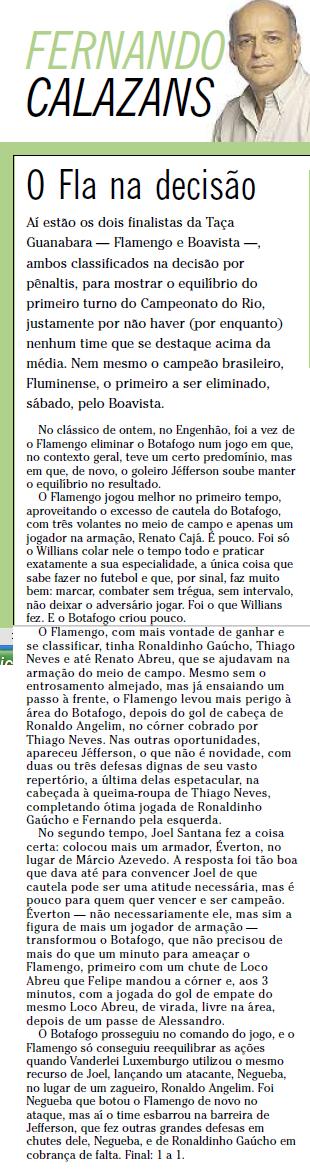 FERNANDO
CALAZANS
O Fla na decisão
Aí estão os dois finalistas da Taça
Guanabara — Flamengo e Boavista —,
ambos classificados na decisão por
pênaltis, para mostrar o equilíbrio do
primeiro turno do Campeonato do Rio,
justamente por não haver (por enquanto)
nenhum time que se destaque acima da
média. Nem mesmo o campeão brasileiro,
Fluminense, o primeiro a ser eliminado,
sábado, pelo Boavista.
No clássico de ontem, no Engenhão, foi a vez de
o Flamengo eliminar o Botafogo num jogo em que,
no contexto geral, teve um certo predomínio, mas
em que, de novo, o goleiro Jéfferson soube manter
o equilíbrio no resultado.
O Flamengo jogou melhor no primeiro tempo,
aproveitando o excesso de cautela do Botafogo,
com três volantes no meio de campo e apenas um
jogador na armação, Renato Cajá. É pouco. Foi só
o Willians colar nele o tempo todo e praticar
exatamente a sua especialidade, a única coisa que
sabe fazer no futebol e que, por sinal, faz muito
bem: marcar, combater sem trégua, sem intervalo,
não deixar o adversário jogar. Foi o que Willians
fez. E o Botafogo criou pouco.
O Flamengo, com mais vontade de ganhar e
se classificar, tinha Ronaldinho Gaúcho, Thiago
Neves e até Renato Abreu, que se ajudavam na
armação do meio de campo. Mesmo sem o
entrosamento almejado, mas já ensaiando um
passo à frente, o Flamengo levou mais perigo à
área do Botafogo, depois do gol de cabeça de
Ronaldo Angelim, no córner cobrado por
Thiago Neves. Nas outras oportunidades,
apareceu Jéfferson, o que não é novidade, com
duas ou três defesas dignas de seu vasto
repertório, a última delas espetacular, na
cabeçada à queima-roupa de Thiago Neves,
completando ótima jogada de Ronaldinho
Gaúcho e Fernando pela esquerda.
No segundo tempo, Joel Santana fez a coisa
certa: colocou mais um armador, Éverton, no
lugar de Márcio Azevedo. A resposta foi tão boa
que dava até para convencer Joel de que
cautela pode ser uma atitude necessária, mas é
pouco para quem quer vencer e ser campeão.
Éverton — não necessariamente ele, mas sim a
figura de mais um jogador de armação —
transformou o Botafogo, que não precisou de
mais do que um minuto para ameaçar o
Flamengo, primeiro com um chute de Loco
Abreu que Felipe mandou a córner e, aos 3
minutos, com a jogada do gol de empate do
mesmo Loco Abreu, de virada, livre na área,
depois de um passe de Alessandro.
O Botafogo prosseguiu no comando do jogo, e o
Flamengo só conseguiu reequilibrar as ações
quando Vanderlei Luxemburgo utilizou o mesmo
recurso de Joel, lançando um atacante, Negueba,
no lugar de um zagueiro, Ronaldo Angelim. Foi
Negueba que botou o Flamengo de novo no
ataque, mas aí o time esbarrou na barreira de
Jefferson, que fez outras grandes defesas em
chutes dele, Negueba, e de Ronaldinho Gaúcho em
cobrança de falta. Final: 1 a 1.